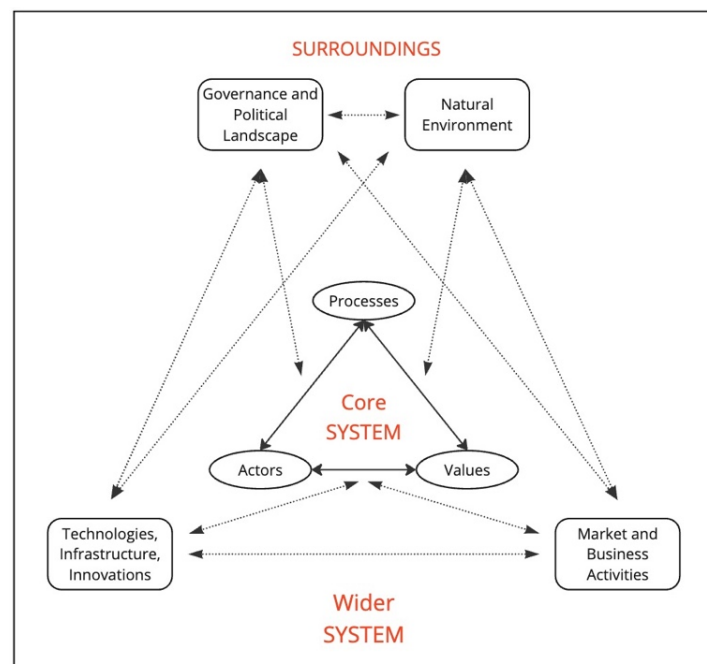 SURROUNDINGS
Governance and
Political
Landscape
Natural
Environment
Processes
Core
SYSTEM
Actors
Values
Technologies,
Infrastructure,
Innovations
Market and
Business
Activities
Wider
SYSTEM